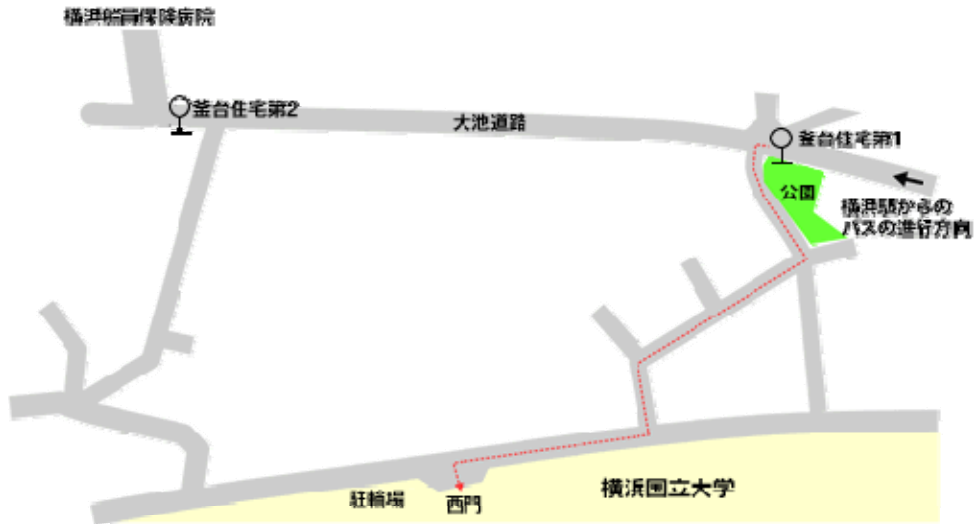 横浜船員保険病院
釜台住宅第2
大池道路
釜台住宅第1
公園
横浜駅からの
バスの進行方向
横浜国立大学
駐輪場
西門